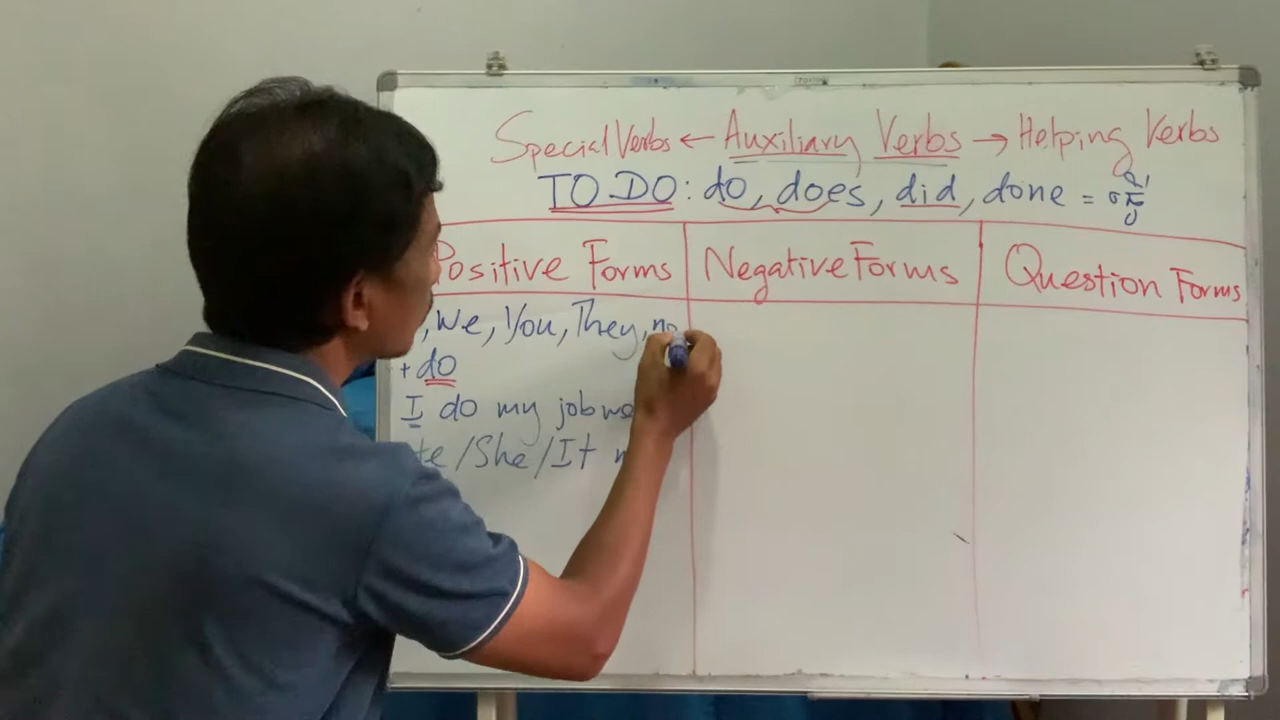 Special Verbs ← Auxiliary Verbs → Helping Verbs
TO DO: do, does, did, done =
Positive Forms
Negative Forms
Question Forms
, We, You, They,
+ do
I do my job
/She/It